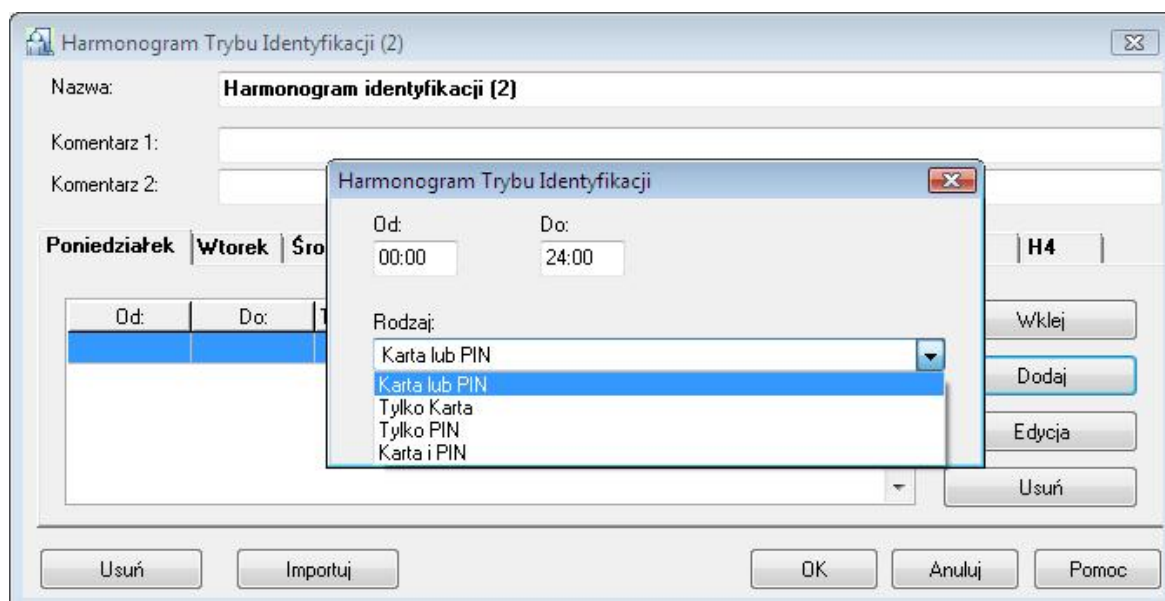 Harmonogram Trybu Identyfikacji (2)
Nazwa: Harmonogram identyfikacji (2)
Komentarz 1:
Komentarz 2:
Harmonogram Trybu Identyfikacji
Od: Do:
00:00 24:00
Poniedziałek Wtorek H4
Od: Do:
Rodzaj:
Karta lub PIN
Karta lub PIN
Tylko Karta
Tylko PIN
Karta i PIN
Wklej
Dodaj
Edycja
Usuń
Usuń Importuj OK Anuluj Pomoc